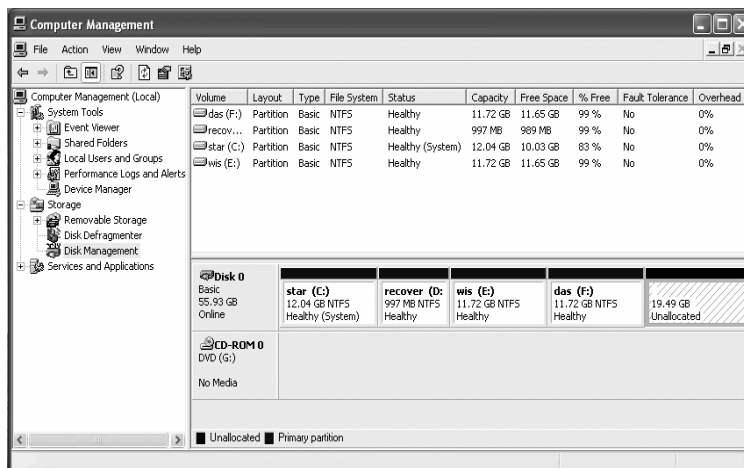 Computer Management
File Action View Window Help
Computer Management (Local)
System Tools
Event Viewer
Shared Folders
Local Users and Groups
Performance Logs and Alerts
Device Manager
Storage
Removable Storage
Disk Defragmenter
Disk Management
Services and Applications
Volume Layout Type File System Status Capacity Free Space % Free Fault Tolerance Overhead
das (F:) Partition Basic NTFS Healthy 11.72 GB 11.65 GB 99 % No 0%
recov... Partition Basic NTFS Healthy 997 MB 989 MB 99 % No 0%
star (C:) Partition Basic NTFS Healthy (System) 12.04 GB 10.03 GB 83 % No 0%
wis (E:) Partition Basic NTFS Healthy 11.72 GB 11.65 GB 99 % No 0%
Disk 0
Basic
55.93 GB
Online
star (C:)
12.04 GB NTFS
Healthy (System)
recover (D:
997 MB NTFS
Healthy
wis (E:)
11.72 GB NTFS
Healthy
das (F:)
11.72 GB NTFS
Healthy
19.49 GB
Unallocated
CD-ROM 0
DVD (G:)
No Media
Unallocated Primary partition